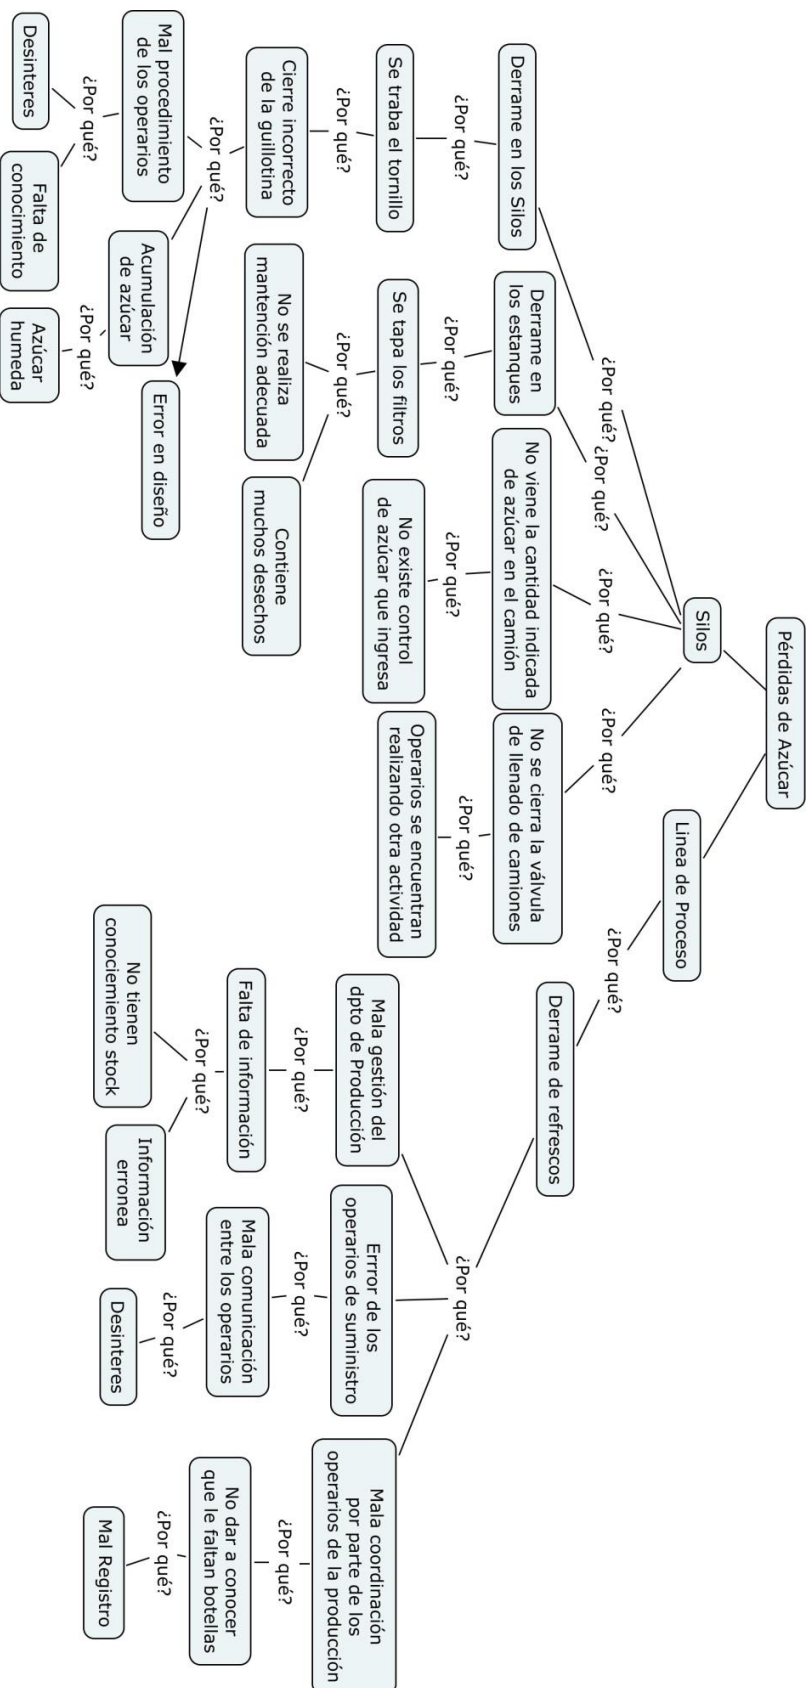 Pérdidas de Azúcar
Silos
Linea de Proceso
¿Por qué?
¿Por qué?
¿Por qué?
¿Por qué?
¿Por qué?
Derrame en los Silos
Derrame en
los estanques
No viene la cantidad indicada
de azúcar en el camión
No se cierra la válvula
de llenado de camiones
Derrame de refrescos
¿Por qué?
¿Por qué?
¿Por qué?
¿Por qué?
¿Por qué?
Se traba el tornillo
Se tapa los filtros
No existe control
de azúcar que ingresa
Operarios se encuentran
realizando otra actividad
Mala gestión del
dpto de Producción
Errror de los
operarios de suministro
Mala coordinación
por parte de los
operarios de la producción
¿Por qué?
¿Por qué?
¿Por qué?
¿Por qué?
¿Por qué?
Cierre incorrecto
de la guillotina
No se realiza
mantención adecuada
Contiene
muchos desechos
Falta de información
Mala comunicación
entre los operarios
No dar a conocer
que le faltan botellas
¿Por qué?
¿Por qué?
¿Por qué?
¿Por qué?
Mal procedimiento
de los operarios
Acumulación
de azúcar
Error en diseño
No tienen
conociemiento stock
Información
erronea
Desinteres
Mal Registro
¿Por qué?
¿Por qué?
Desinteres
Falta de
conocimiento
Azúcar
humeda